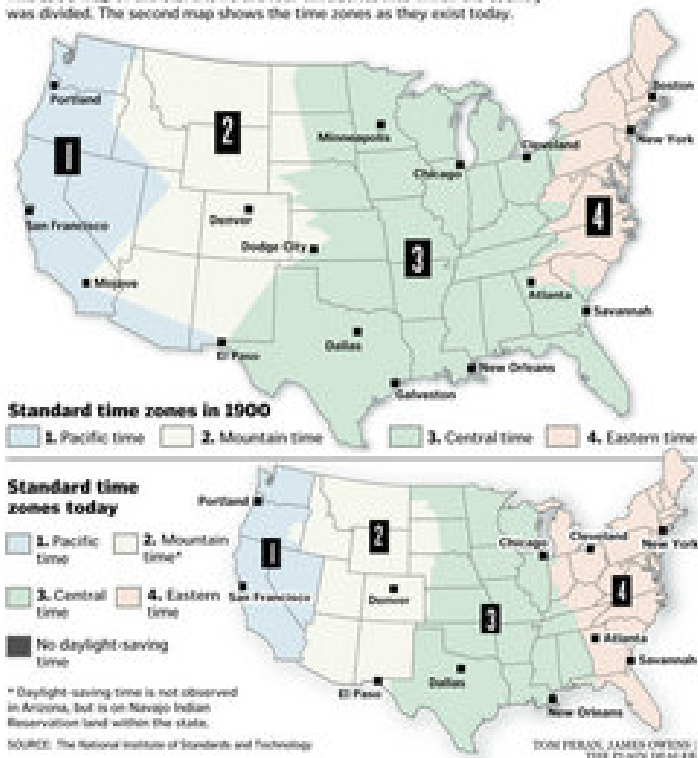 was divided. The second map shows the time zones as they exist today.
1
2
3
4
Portland
San Francisco
Mojave
Denver
Dodge City
El Paso
Minneapolis
Chicago
Cleveland
Boston
New York
Atlanta
Savannah
Dallas
New Orleans
Galveston
Standard time zones in 1900
1. Pacific time
2. Mountain time
3. Central time
4. Eastern time
Standard time
zones today
1. Pacific
time
2. Mountain
time*
3. Central
time
4. Eastern
time
No daylight-saving
time
* Daylight-saving time is not observed
in Arizona, but is on Navajo Indian
Reservation land within the state.
SOURCE: The National Institute of Standards and Technology
Portland
San Francisco
Denver
El Paso
Dallas
Chicago
Cleveland
New York
Atlanta
Savannah
New Orleans
1
2
3
4
TOM FERAN, JAMES OWENS |
THE PLAIN DEALER